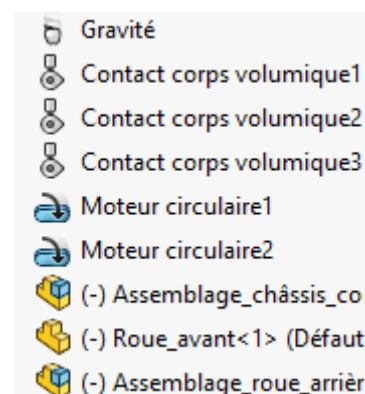 Gravité
Contact corps volumique1
Contact corps volumique2
Contact corps volumique3
Moteur circulaire1
Moteur circulaire2
(-) Assemblage_châssis_co
(-) Roue_avant<1> (Défaut
(-) Assemblage_roue_arrièr